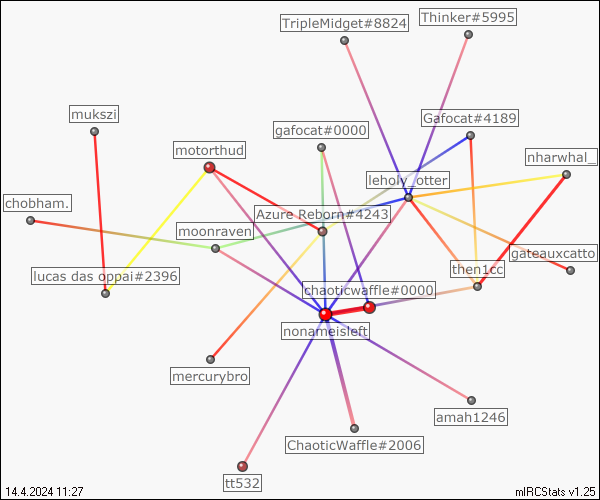 TripleMidget#8824
Thinker#5995
mukszi
Gafocat#4189
gafocat#0000
motorthud
nharwhal_
leholy_otter
chobham.
Azure Reborn#4243
moonraven
gateauxcatto
lucas das oppai#2396
then1cc
chaoticwaffle#0000
nonameisleft
mercurybro
amah1246
ChaoticWaffle#2006
tt532
14.4.2024 11:27
mIRCStats v1.25